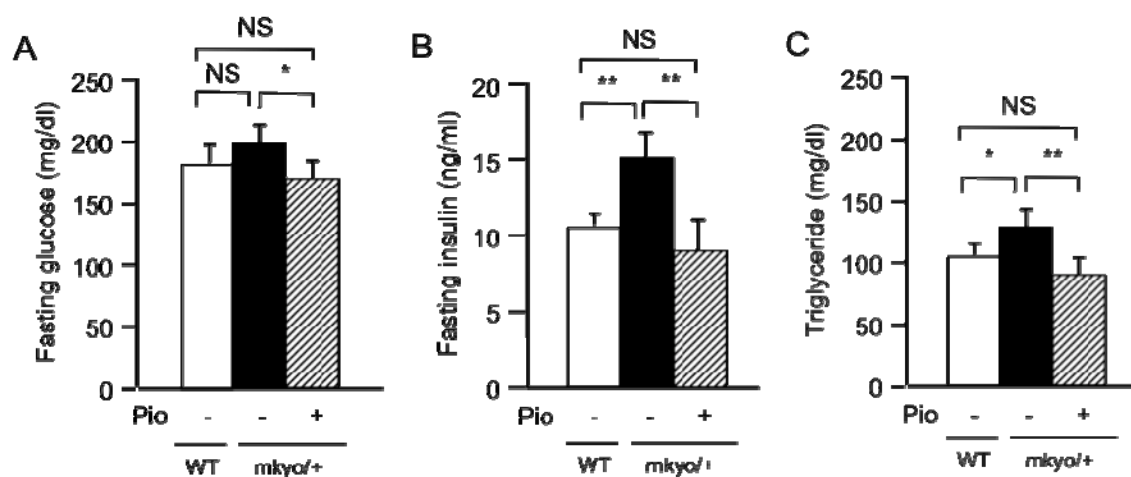 A
NS
NS *
Fasting glucose (mg/dl)
250
200
150
100
50
0
Pio - - +
WT mkyo/+
B
NS
** **
Fasting insulin (ng/ml)
20
15
10
5
0
- - +
WT mkyo/+
C
NS
* **
Triglyceride (mg/dl)
250
200
150
100
50
0
Pio - - +
WT mkyo/+